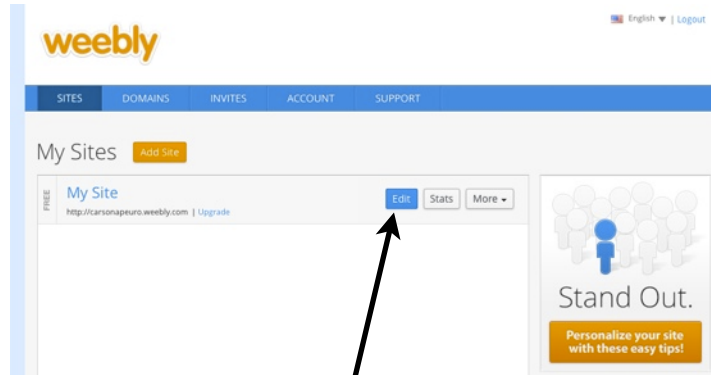 English ▼ | Logout
weebly
SITES DOMAINS INVITES ACCOUNT SUPPORT
My Sites Add Site
FREE
My Site
http://carsonapeuro.weebly.com | Upgrade
Edit Stats More ▾
Stand Out.
Personalize your site
with these easy tips!